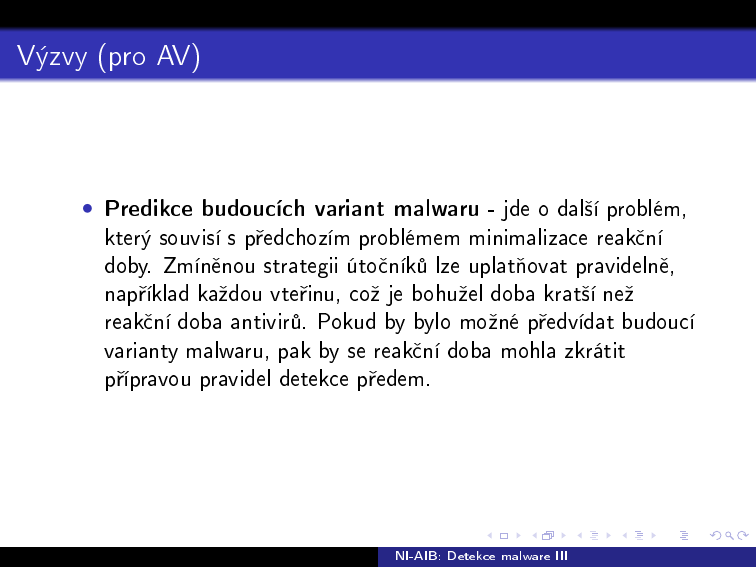 Výzvy (pro AV)
• Predikce budoucích variant malwaru - jde o další problém,
který souvisí s předchozím problémem minimalizace reakční
doby. Zmíněnou strategii útočníků lze uplatňovat pravidelně,
například každou vteřinu, což je bohužel doba kratší než
reakční doba antivirů. Pokud by bylo možné předvídat budoucí
varianty malwaru, pak by se reakční doba mohla zkrátit
přípravou pravidel detekce předem.
NI-AIB: Detekce malware III